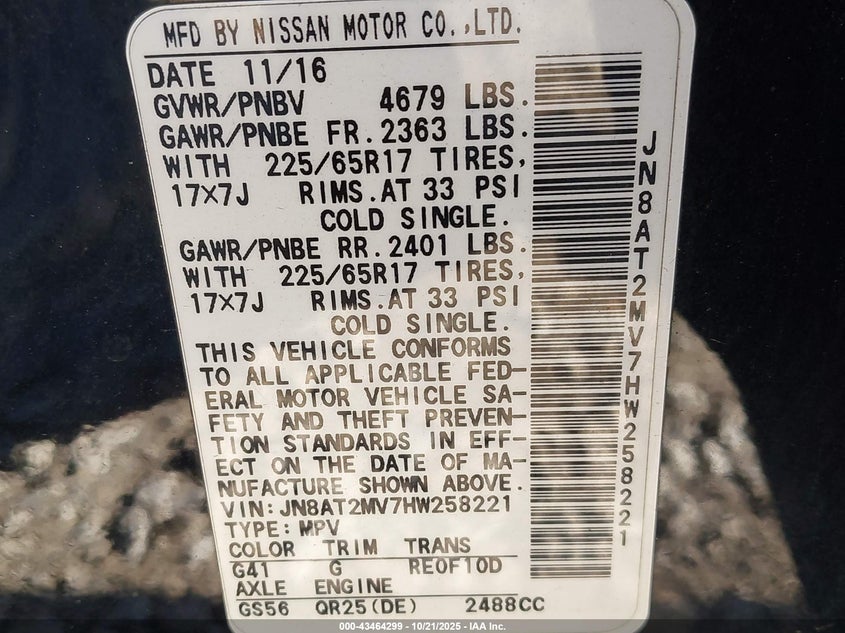 MFD BY NISSAN MOTOR CO.,LTD.
DATE 11/16
GVWR/PNBV 4679 LBS.
GAWR/PNBE FR.2363 LBS.
WITH 225/65R17 TIRES,
17X7J RIMS.AT 33 PSI
COLD SINGLE.
GAWR/PNBE RR.2401 LBS.
WITH 225/65R17 TIRES,
17X7J RIMS.AT 33 PSI
COLD SINGLE.
THIS VEHICLE CONFORMS
TO ALL APPLICABLE FED-
ERAL MOTOR VEHICLE SA-
FETY AND THEFT PREVEN-
TION STANDARDS IN EFF-
ECT ON THE DATE OF MA-
NUFACTURE SHOWN ABOVE.
VIN:JN8AT2MV7HW258221
TYPE:MPV
COLOR TRIM TRANS
G41 G RE0F10D
AXLE ENGINE
GS56 QR25(DE) 2488CC
JN8AT2MV7HW258221
000-43464299 - 10/21/2025 - IAA Inc.